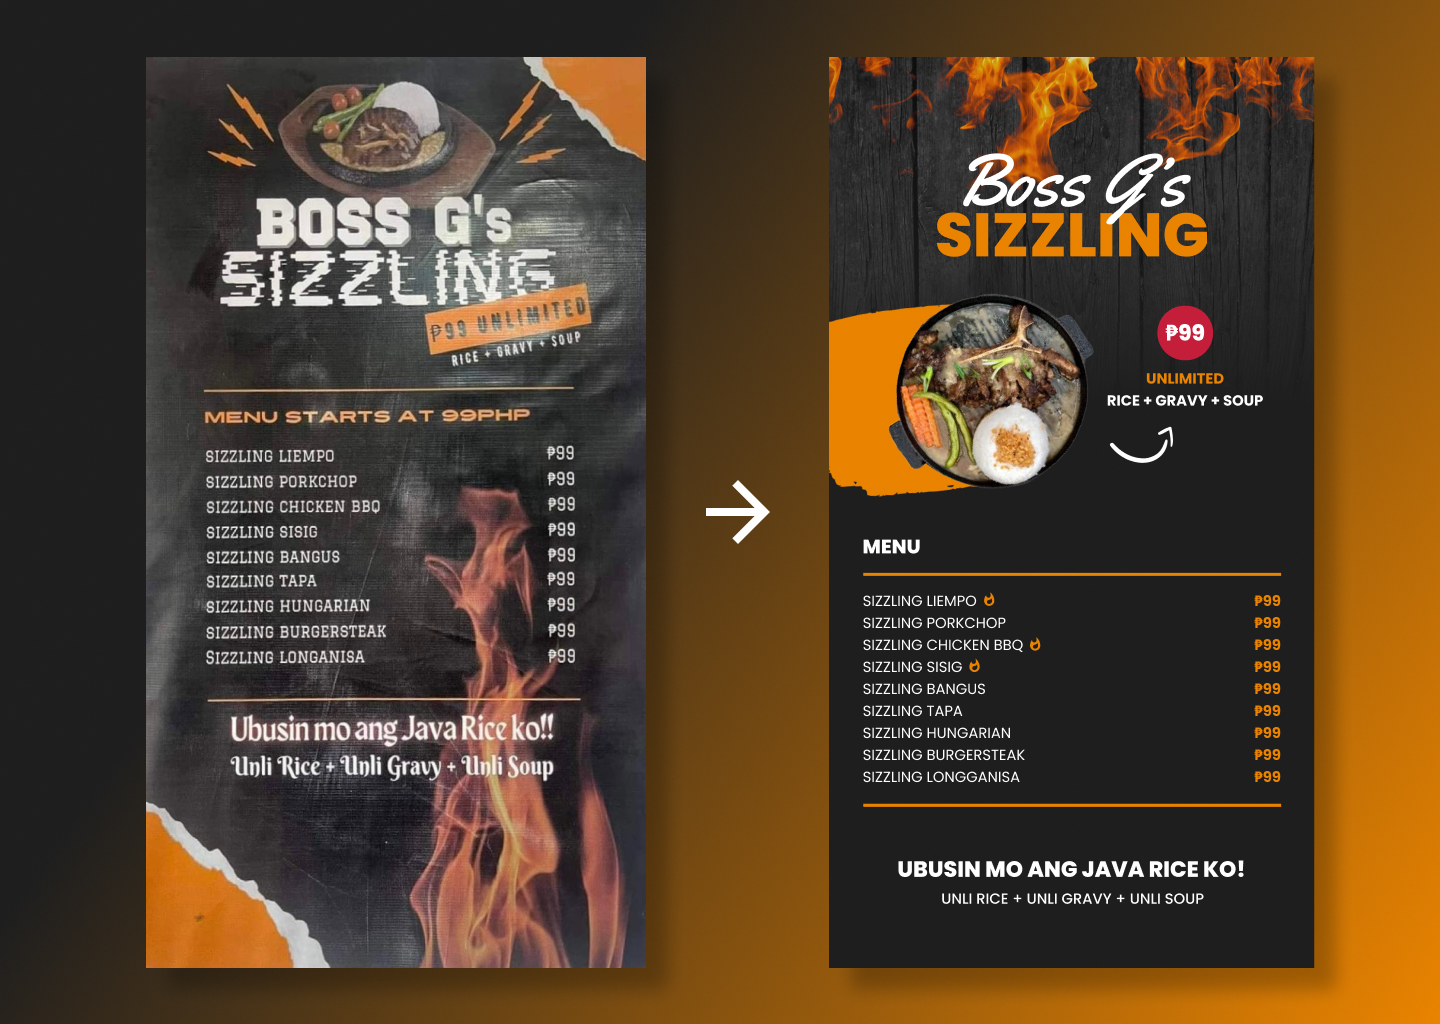 BOSS G's
SIZZLING
₱99 UNLIMITED
RICE + GRAVY + SOUP
MENU STARTS AT 99PHP
SIZZLING LIEMPO ₱99
SIZZLING PORKCHOP ₱99
SIZZLING CHICKEN BBQ ₱99
SIZZLING SISIG ₱99
SIZZLING BANGUS ₱99
SIZZLING TAPA ₱99
SIZZLING HUNGARIAN ₱99
SIZZLING BURGERSTEAK ₱99
SIZZLING LONGANISA ₱99
Ubusin mo ang Java Rice ko!!
Unli Rice + Unli Gravy + Unli Soup
Boss G's
SIZZLING
₱99
UNLIMITED
RICE + GRAVY + SOUP
MENU
SIZZLING LIEMPO ₱99
SIZZLING PORKCHOP ₱99
SIZZLING CHICKEN BBQ ₱99
SIZZLING SISIG ₱99
SIZZLING BANGUS ₱99
SIZZLING TAPA ₱99
SIZZLING HUNGARIAN ₱99
SIZZLING BURGERSTEAK ₱99
SIZZLING LONGGANISA ₱99
UBUSIN MO ANG JAVA RICE KO!
UNLI RICE + UNLI GRAVY + UNLI SOUP